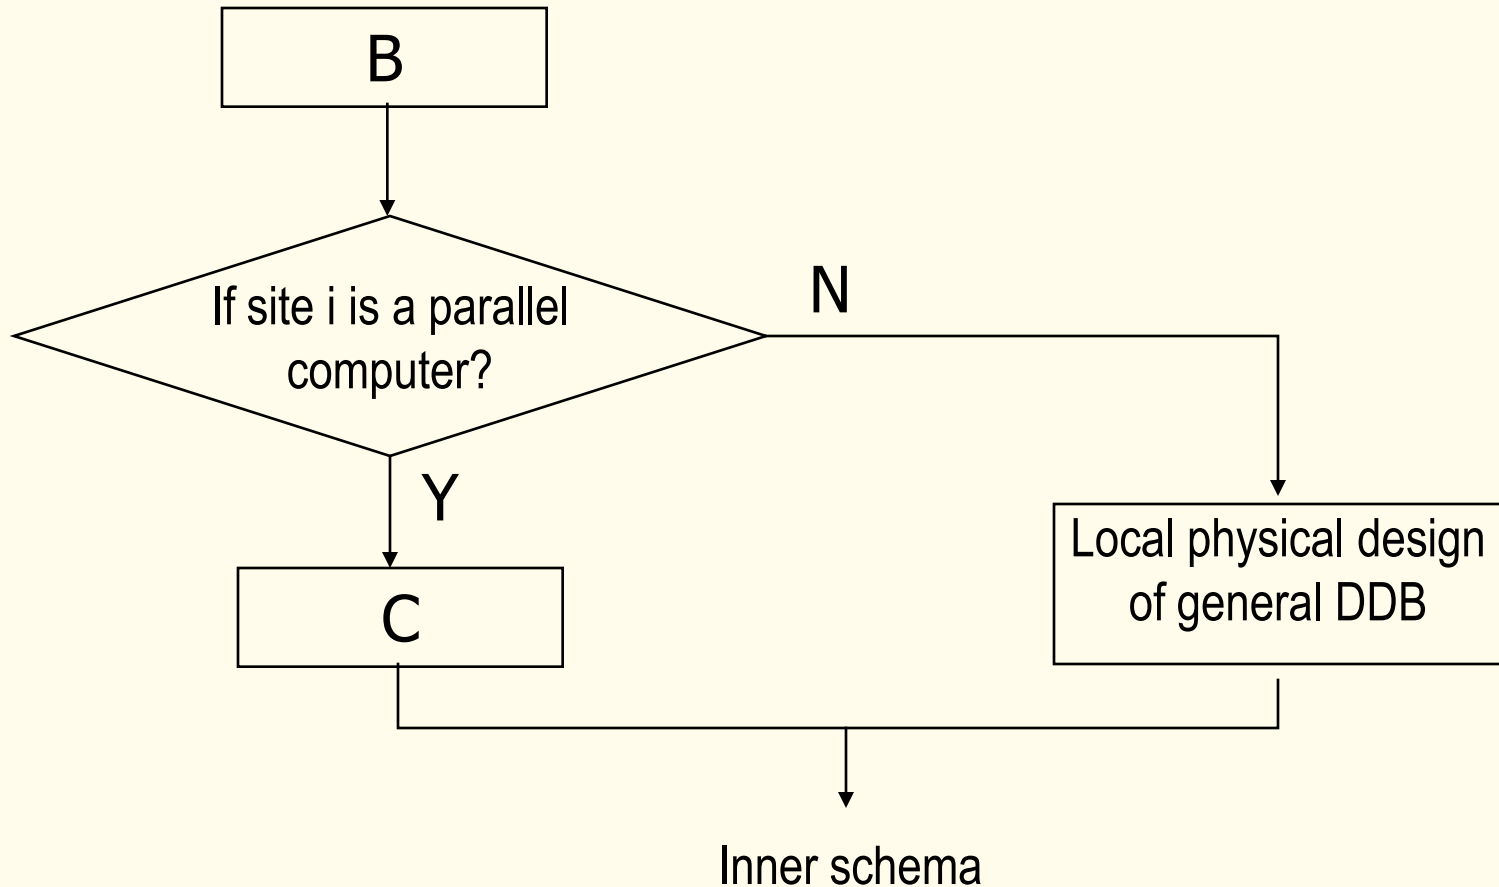 B
If site i is a parallel
computer?
N
Y
C
Local physical design
of general DDB
Inner schema